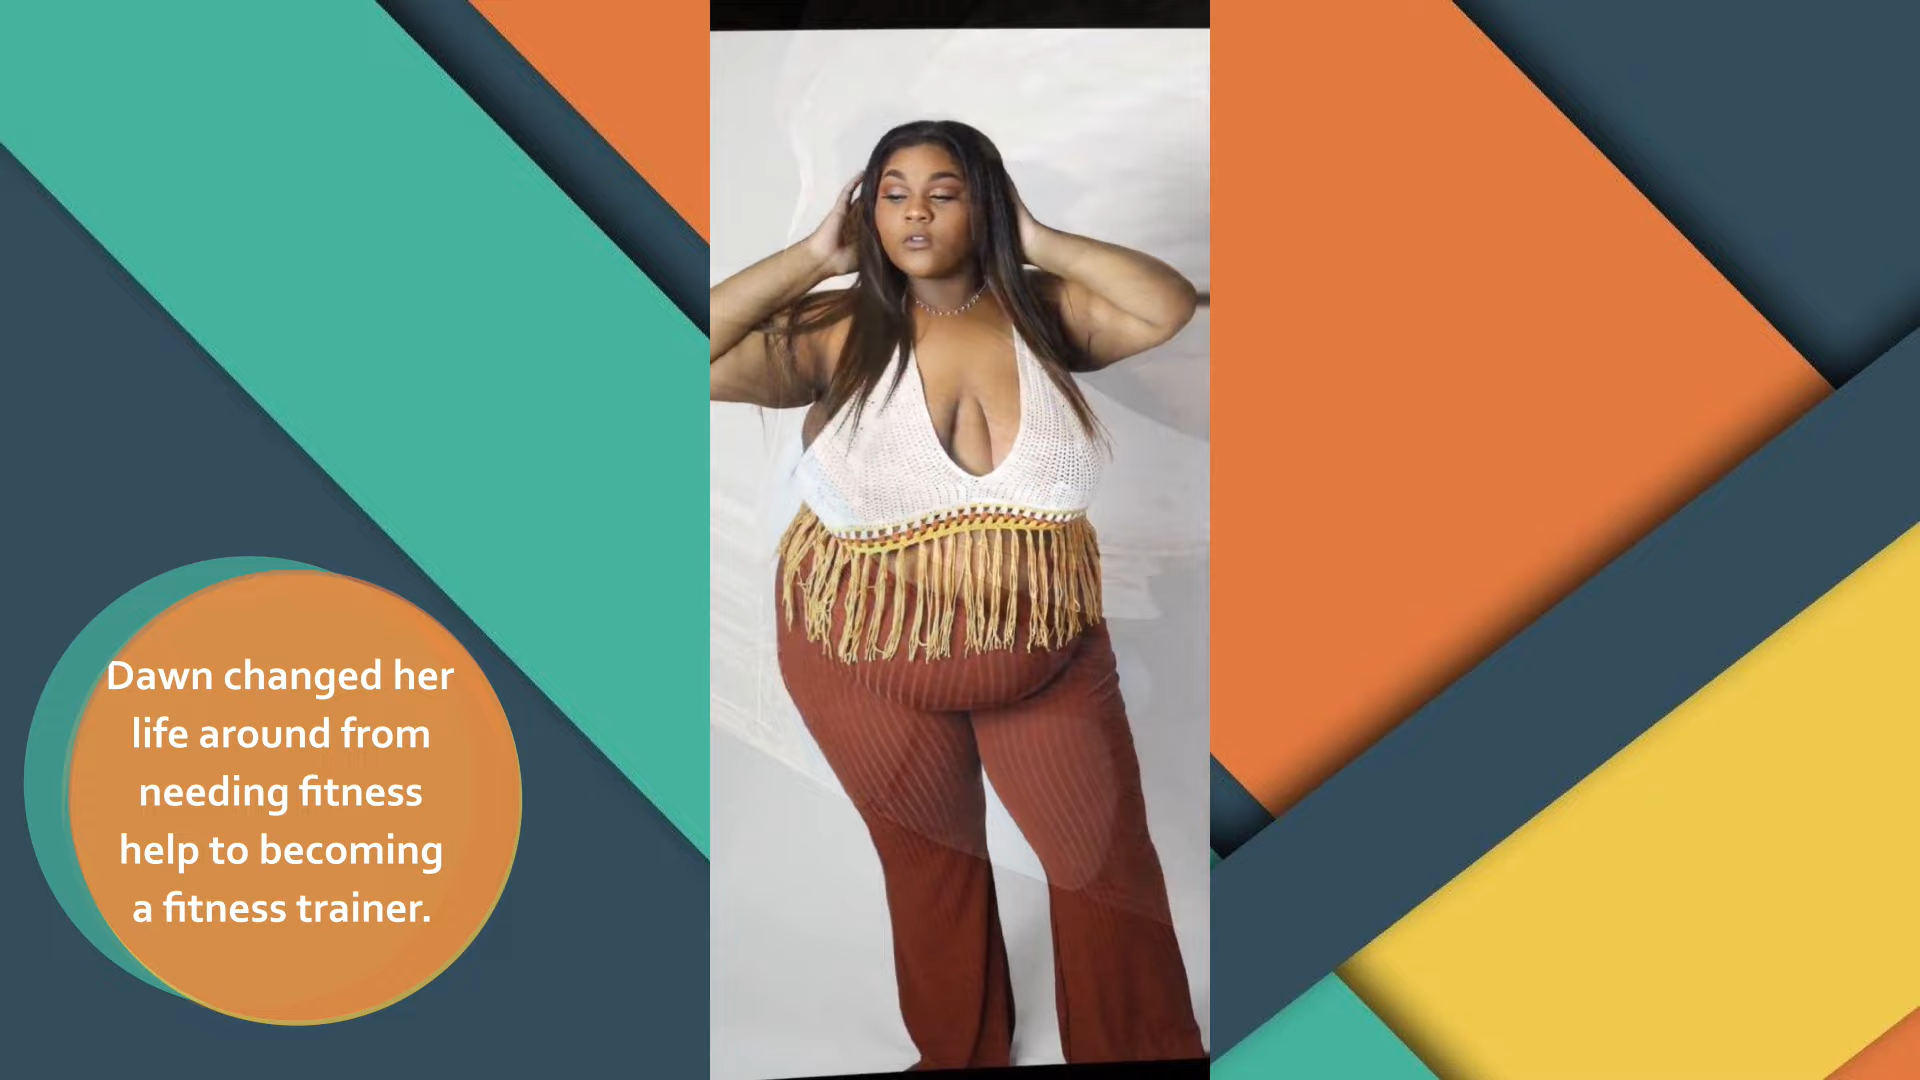 Dawn changed her
life around from
needing fitness
help to becoming
a fitness trainer.